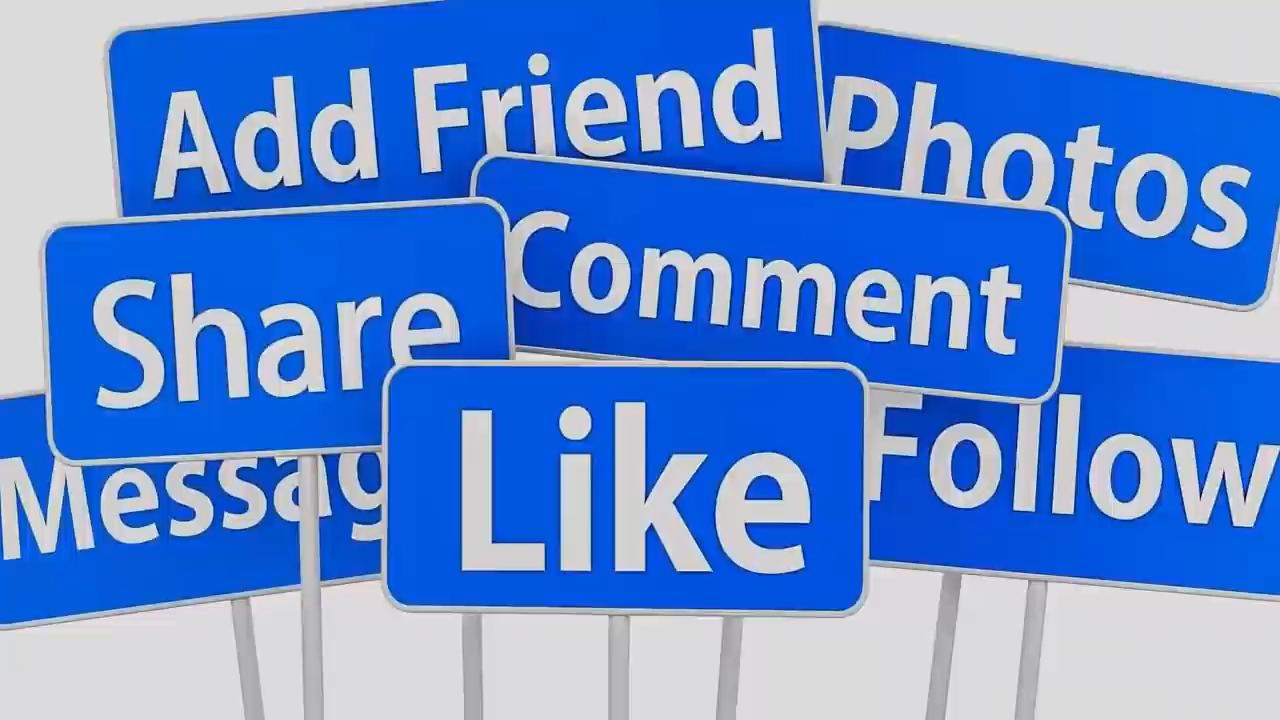 Add Friend
Photos
Comment
Share
Like
Messag
Follow